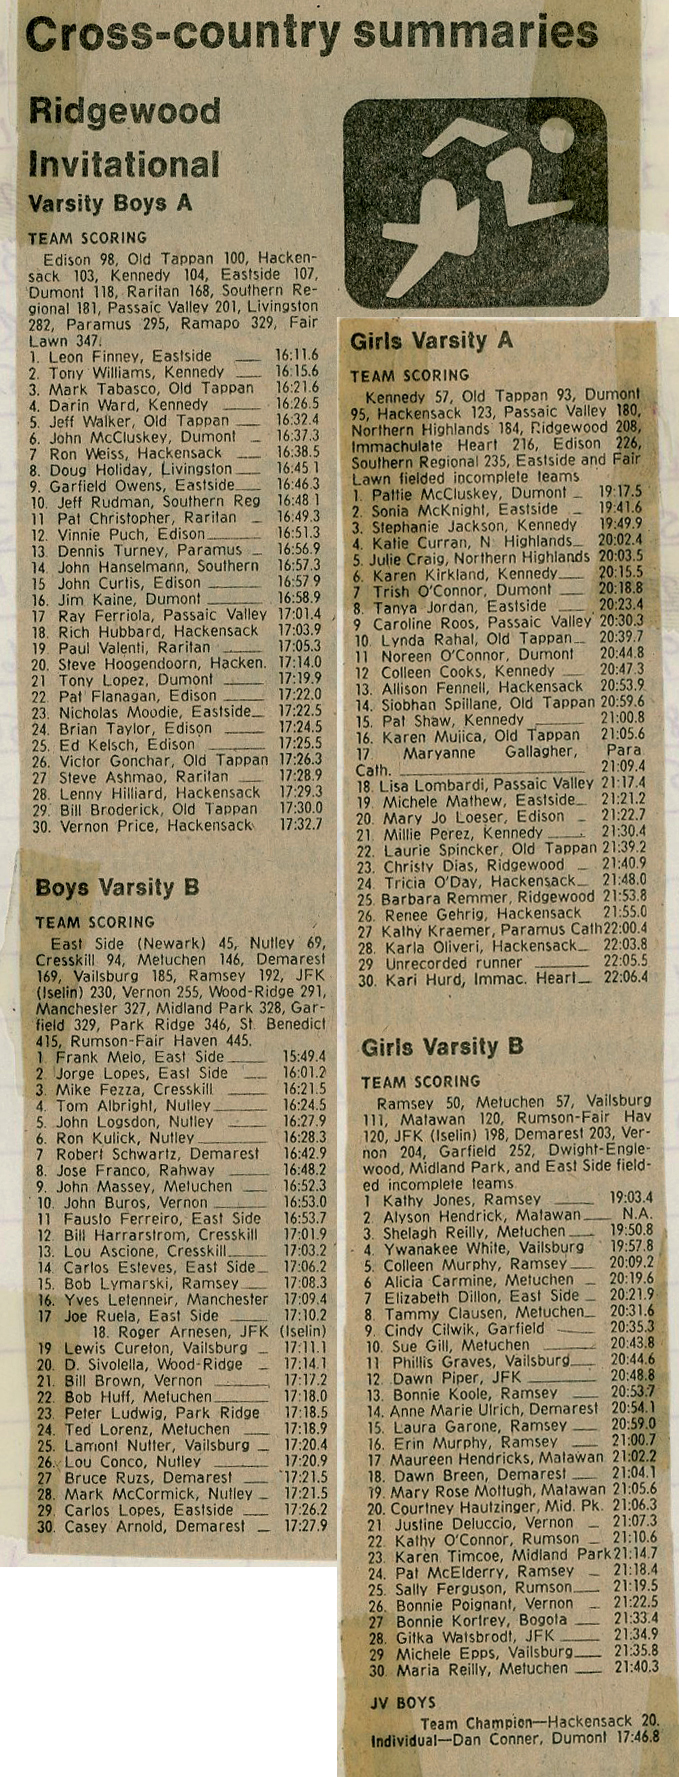 Cross-country summaries
Ridgewood
Invitational
Varsity Boys A
TEAM SCORING
Edison 98, Old Tappan 100, Hacken-
sack 103, Kennedy 104, Eastside 107,
Dumont 118, Raritan 168, Southern Re-
gional 181, Passaic Valley 201, Livingston
282, Paramus 295, Ramapo 329, Fair
Lawn 347.
1. Leon Finney, Eastside 16:11.6
2. Tony Williams, Kennedy 16:15.6
3. Mark Tabasco, Old Tappan 16:21.6
4. Darin Ward, Kennedy 16:26.5
5. Jeff Walker, Old Tappan 16:32.4
6. John McCluskey, Dumont 16:37.3
7 Ron Weiss, Hackensack 16:38.5
8. Doug Holiday, Livingston 16:45 1
9. Garfield Owens, Eastside 16:46.3
10. Jeff Rudman, Southern Reg 16:48 1
11 Pat Christopher, Raritan 16:49.3
12. Vinnie Puch, Edison 16:51.3
13. Dennis Turney, Paramus 16:56.9
14. John Hanselmann, Southern 16:57.3
15 John Curtis, Edison 16:57 9
16. Jim Kaine, Dumont 16:58.9
17 Ray Ferriola, Passaic Valley 17:01.4
18. Rich Hubbard, Hackensack 17:03.9
19. Paul Valenti, Raritan 17:05.3
20. Steve Hoogendoorn, Hacken. 17:14.0
21 Tony Lopez, Dumont 17:19.9
22. Pat Flanagan, Edison 17:22.0
23. Nicholas Moodie, Eastside 17:22.5
24. Brian Taylor, Edison 17:24.5
25. Ed Kelsch, Edison 17:25.5
26. Victor Gonchar, Old Tappan 17:26.3
27 Steve Ashmao, Raritan 17:28.9
28. Lenny Hilliard, Hackensack 17:29.3
29. Bill Broderick, Old Tappan 17:30.0
30. Vernon Price, Hackensack 17:32.7
Boys Varsity B
TEAM SCORING
East Side (Newark) 45, Nutley 69,
Cresskill 94, Metuchen 146, Demarest
169, Vailsburg 185, Ramsey 192, JFK
(Iselin) 230, Vernon 255, Wood-Ridge 291,
Manchester 327, Midland Park 328, Gar-
field 329, Park Ridge 346, St. Benedict
415, Rumson-Fair Haven 445.
1 Frank Melo, East Side 15:49.4
2 Jorge Lopes, East Side 16:01.2
3. Mike Fezza, Cresskill 16:21.5
4. Tom Albright, Nutley 16:24.5
5. John Logsdon, Nutley 16:27.9
6. Ron Kulick, Nutley 16:28.3
7 Robert Schwartz, Demarest 16:42.9
8. Jose Franco, Rahway 16:48.2
9. John Massey, Metuchen 16:52.3
10. John Buros, Vernon 16:53.0
11 Fausto Ferreiro, East Side 16:53.7
12. Bill Harrarstrom, Cresskill 17:01.9
13. Lou Ascione, Cresskill 17:03.2
14. Carlos Esteves, East Side 17:06.2
15. Bob Lymarski, Ramsey 17:08.3
16. Yves Letenneir, Manchester 17:09.4
17 Joe Ruela, East Side 17:10.2
18. Roger Arnesen, JFK (Iselin)
19 Lewis Cureton, Vailsburg 17:11.1
20. D. Sivolella, Wood-Ridge 17:14.1
21. Bill Brown, Vernon 17:17.2
22. Bob Huff, Metuchen 17:18.0
23. Peter Ludwig, Park Ridge 17:18.5
24. Ted Lorenz, Metuchen 17:18.9
25. Lamont Nutter, Vailsburg 17:20.4
26. Lou Conco, Nutley 17:20.9
27 Bruce Ruzs, Demarest 17:21.5
28. Mark McCormick, Nutley 17:21.5
29. Carlos Lopes, Eastside 17:26.2
30. Casey Arnold, Demarest 17:27.9
Girls Varsity A
TEAM SCORING
Kennedy 57, Old Tappan 93, Dumont
95, Hackensack 123, Passaic Valley 180,
Northern Highlands 184, Ridgewood 208,
Immachulate Heart 216, Edison 226,
Southern Regional 235, Eastside and Fair
Lawn fielded incomplete teams
1. Pattie McCluskey, Dumont 19:17.5
2. Sonia McKnight, Eastside 19:41.6
3. Stephanie Jackson, Kennedy 19:49.9
4. Katie Curran, N Highlands 20:02.4
5. Julie Craig, Northern Highlands 20:03.5
6. Karen Kirkland, Kennedy 20:15.5
7 Trish O'Connor, Dumont 20:18.8
8. Tanya Jordan, Eastside 20:23.4
9 Caroline Roos, Passaic Valley 20:30.3
10. Lynda Rahal, Old Tappan 20:39.7
11 Noreen O'Connor, Dumont 20:44.8
12 Colleen Cooks, Kennedy 20:47.3
13. Allison Fennell, Hackensack 20:53.9
14. Siobhan Spillane, Old Tappan 20:59.6
15. Pat Shaw, Kennedy 21:00.8
16. Karen Mujica, Old Tappan 21:05.6
17 Maryanne Gallagher, Para
Cath. 21:09.4
18. Lisa Lombardi, Passaic Valley 21:17.4
19. Michele Mathew, Eastside 21:21.2
20. Mary Jo Loeser, Edison 21:22.7
21. Millie Perez, Kennedy 21:30.4
22. Laurie Spincker, Old Tappan 21:39.2
23. Christy Dias, Ridgewood 21:40.9
24. Tricia O'Day, Hackensack 21:48.0
25. Barbara Remmer, Ridgewood 21:53.8
26. Renee Gehrig, Hackensack 21:55.0
27 Kathy Kraemer, Paramus Cath 22:00.4
28. Karla Oliveri, Hackensack 22:03.8
29 Unrecorded runner 22:05.5
30. Kari Hurd, Immac. Heart 22:06.4
Girls Varsity B
TEAM SCORING
Ramsey 50, Metuchen 57, Vailsburg
111, Matawan 120, Rumson-Fair Hav
120, JFK (Iselin) 198, Demarest 203, Ver-
non 204, Garfield 252, Dwight-Engle-
wood, Midland Park, and East Side field-
ed incomplete teams
1 Kathy Jones, Ramsey 19:03.4
2. Alyson Hendrick, Matawan N.A.
3. Shelagh Reilly, Metuchen 19:50.8
4. Ywanakee White, Vailsburg 19:57.8
5. Colleen Murphy, Ramsey 20:09.2
6 Alicia Carmine, Metuchen 20:19.6
7 Elizabeth Dillon, East Side 20:21.9
8. Tammy Clausen, Metuchen 20:31.6
9. Cindy Cilwik, Garfield 20:35.3
10. Sue Gill, Metuchen 20:43.8
11 Phillis Graves, Vailsburg 20:44.6
12. Dawn Piper, JFK 20:48.8
13. Bonnie Koole, Ramsey 20:53.7
14. Anne Marie Ulrich, Demarest 20:54.1
15. Laura Garone, Ramsey 20:59.0
16. Erin Murphy, Ramsey 21:00.7
17 Maureen Hendricks, Matawan 21:02.2
18. Dawn Breen, Demarest 21:04.1
19. Mary Rose Mottugh, Matawan 21:05.6
20. Courtney Hautzinger, Mid. Pk. 21:06.3
21 Justine Deluccio, Vernon 21:07.3
22 Kathy O'Connor, Rumson 21:10.6
23. Karen Timcoe, Midland Park 21:14.7
24. Pat McElderry, Ramsey 21:18.4
25. Sally Ferguson, Rumson 21:19.5
26. Bonnie Poignant, Vernon 21:22.5
27 Bonnie Kortrey, Bogota 21:33.4
28. Gitka Watsbrodt, JFK 21:34.9
29 Michele Epps, Vailsburg 21:35.8
30. Maria Reilly, Metuchen 21:40.3
JV BOYS
Team Champion—Hackensack 20.
Individual—Dan Conner, Dumont 17:46.8